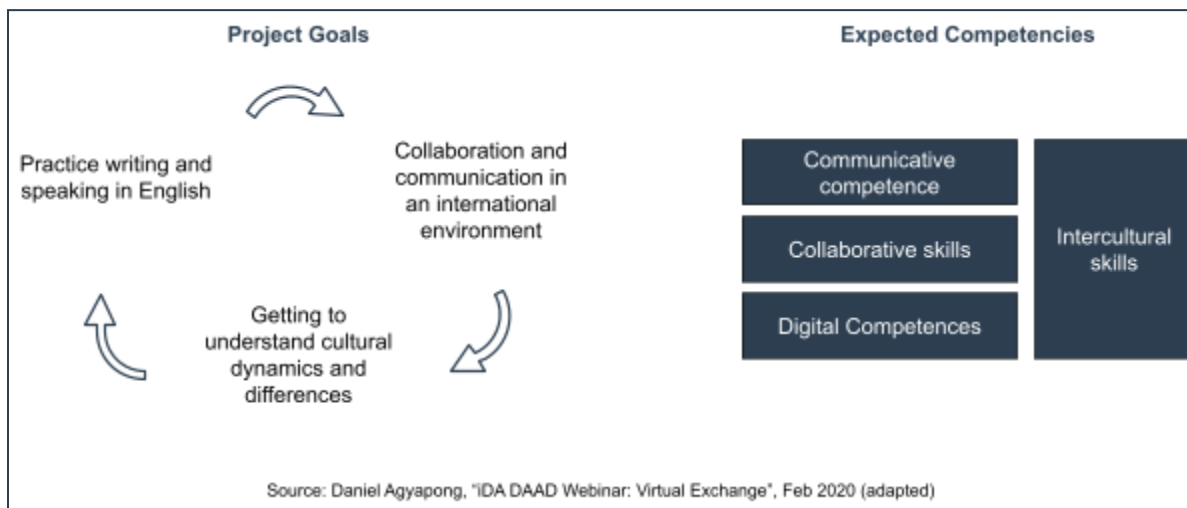 Project Goals
Expected Competencies
Practice writing and
speaking in English
Collaboration and
communication in
an international
environment
Getting to
understand cultural
dynamics and
differences
Communicative
competence
Collaborative skills
Digital Competences
Intercultural
skills
Source: Daniel Agyapong, "iDA DAAD Webinar: Virtual Exchange", Feb 2020 (adapted)